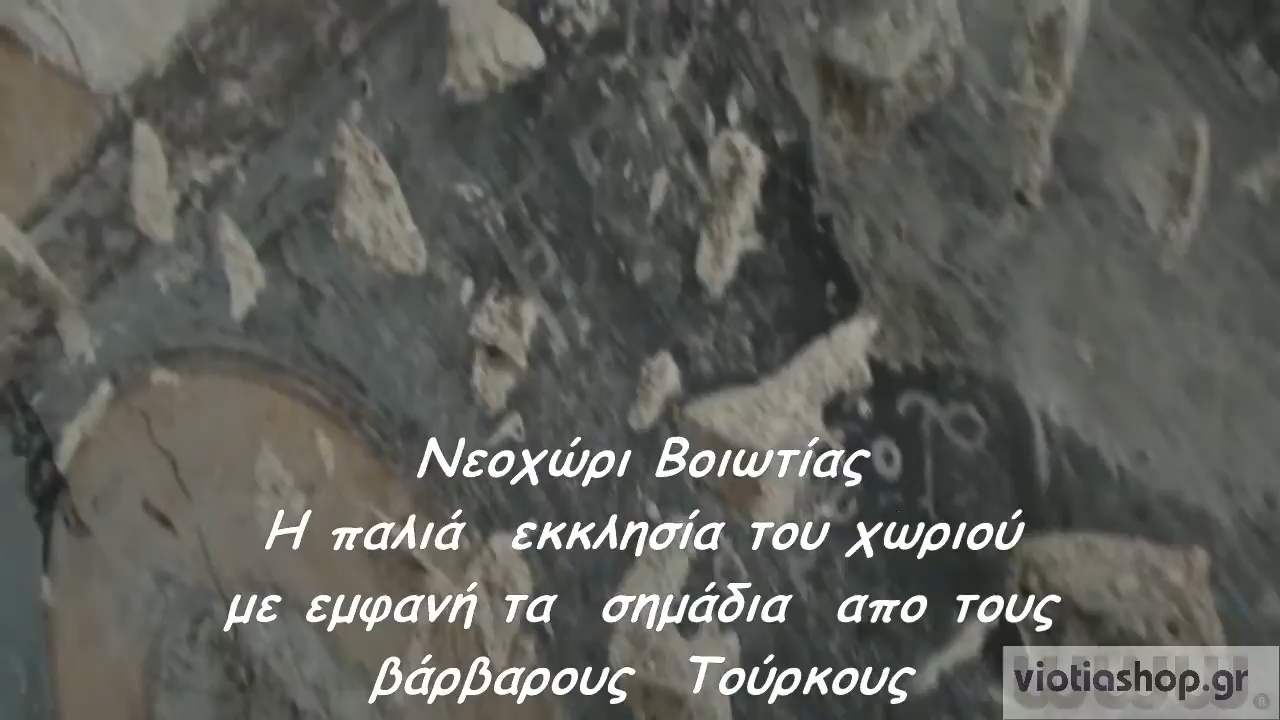 Νεοχώρι Βοιωτίας
Η παλιά εκκλησία του χωριού
με εμφανή τα σημάδια απο τους
βάρβαρους Τούρκους
viotiashop.gr